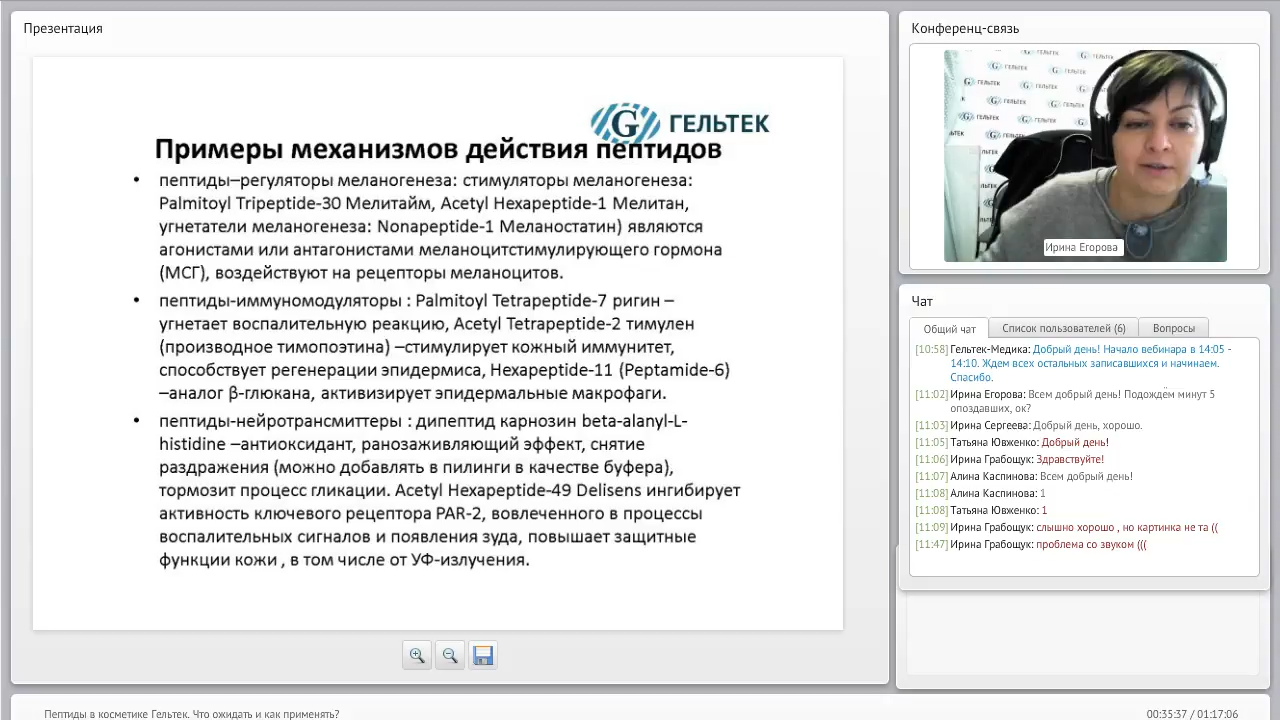 Презентация
ГЕЛЬТЕК
Примеры механизмов действия пептидов
• пептиды–регуляторы меланогенеза: стимуляторы меланогенеза:
Palmitoyl Tripeptide-30 Мелитайм, Acetyl Hexapeptide-1 Мелитан,
угнетатели меланогенеза: Nonapeptide-1 Меланостатин) являются
агонистами или антагонистами меланоцитстимулирующего гормона
(МСГ), воздействуют на рецепторы меланоцитов.
• пептиды-иммуномодуляторы : Palmitoyl Tetrapeptide-7 ригин –
угнетает воспалительную реакцию, Acetyl Tetrapeptide-2 тимулен
(производное тимопоэтина) –стимулирует кожный иммунитет,
способствует регенерации эпидермиса, Hexapeptide-11 (Peptamide-6)
–аналог β-глюкана, активизирует эпидермальные макрофаги.
• пептиды-нейротрансмиттеры : дипептид карнозин beta-alanyl-L-
histidine –антиоксидант, ранозаживляющий эффект, снятие
раздражения (можно добавлять в пилинги в качестве буфера),
тормозит процесс гликации. Acetyl Hexapeptide-49 Delisens ингибирует
активность ключевого рецептора PAR-2, вовлеченного в процессы
воспалительных сигналов и появления зуда, повышает защитные
функции кожи , в том числе от УФ-излучения.
Конференц-связь
Ирина Егорова
Чат
Общий чат
Список пользователей (6)
Вопросы
[10:58] Гельтек-Медика: Добрый день! Начало вебинара в 14:05 -
14:10. Ждем всех остальных записавшихся и начинаем.
Спасибо.
[11:02] Ирина Егорова: Всем добрый день! Подождём минут 5
опоздавших, ок?
[11:03] Ирина Сергеева: Добрый день, хорошо.
[11:05] Татьяна Ювженко: Добрый день!
[11:06] Ирина Грабощук: Здравствуйте!
[11:07] Алина Каспинова: Всем добрый день!
[11:08] Алина Каспинова: 1
[11:08] Татьяна Ювженко: 1
[11:09] Ирина Грабощук: слышно хорошо , но картинка не та ((
[11:47] Ирина Грабощук: проблема со звуком (((
Пептиды в косметике Гельтек. Что ожидать и как применять?
00:35:37 / 01:17:06